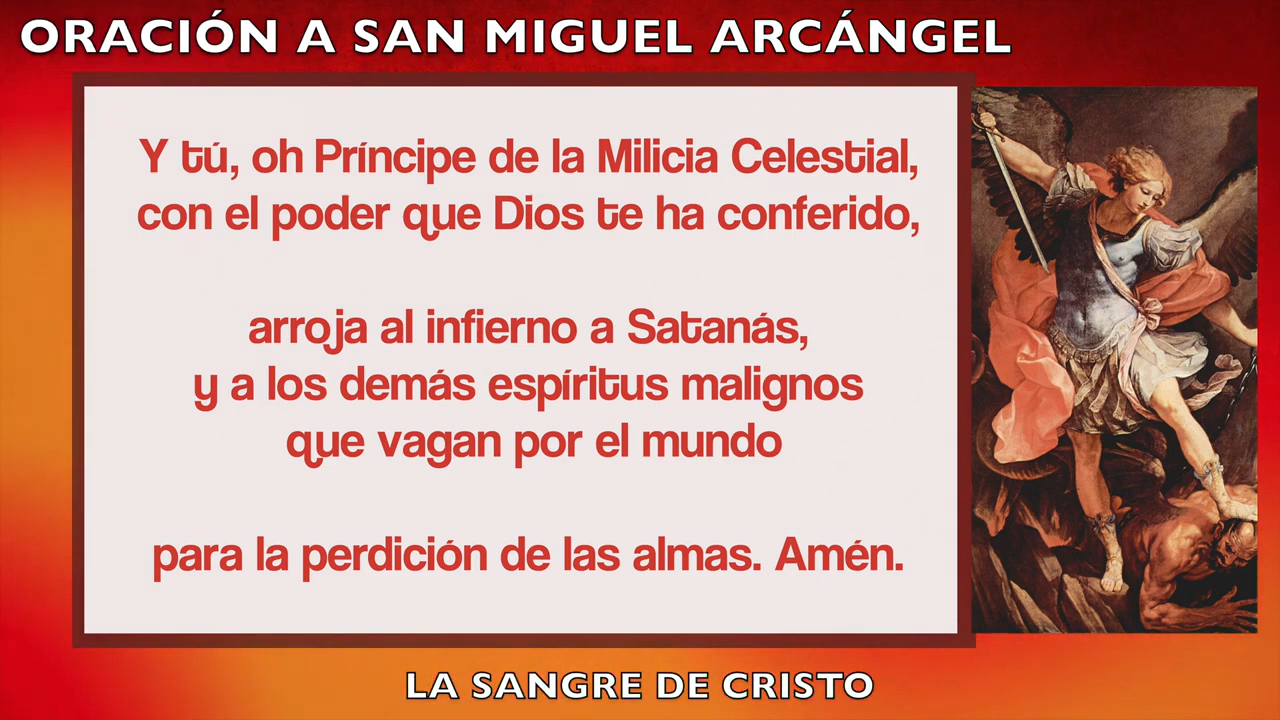 ORACIÓN A SAN MIGUEL ARCÁNGEL
Y tú, oh Príncipe de la Milicia Celestial,
con el poder que Dios te ha conferido,
arroja al infierno a Satanás,
y a los demás espíritus malignos
que vagan por el mundo
para la perdición de las almas. Amén.
LA SANGRE DE CRISTO